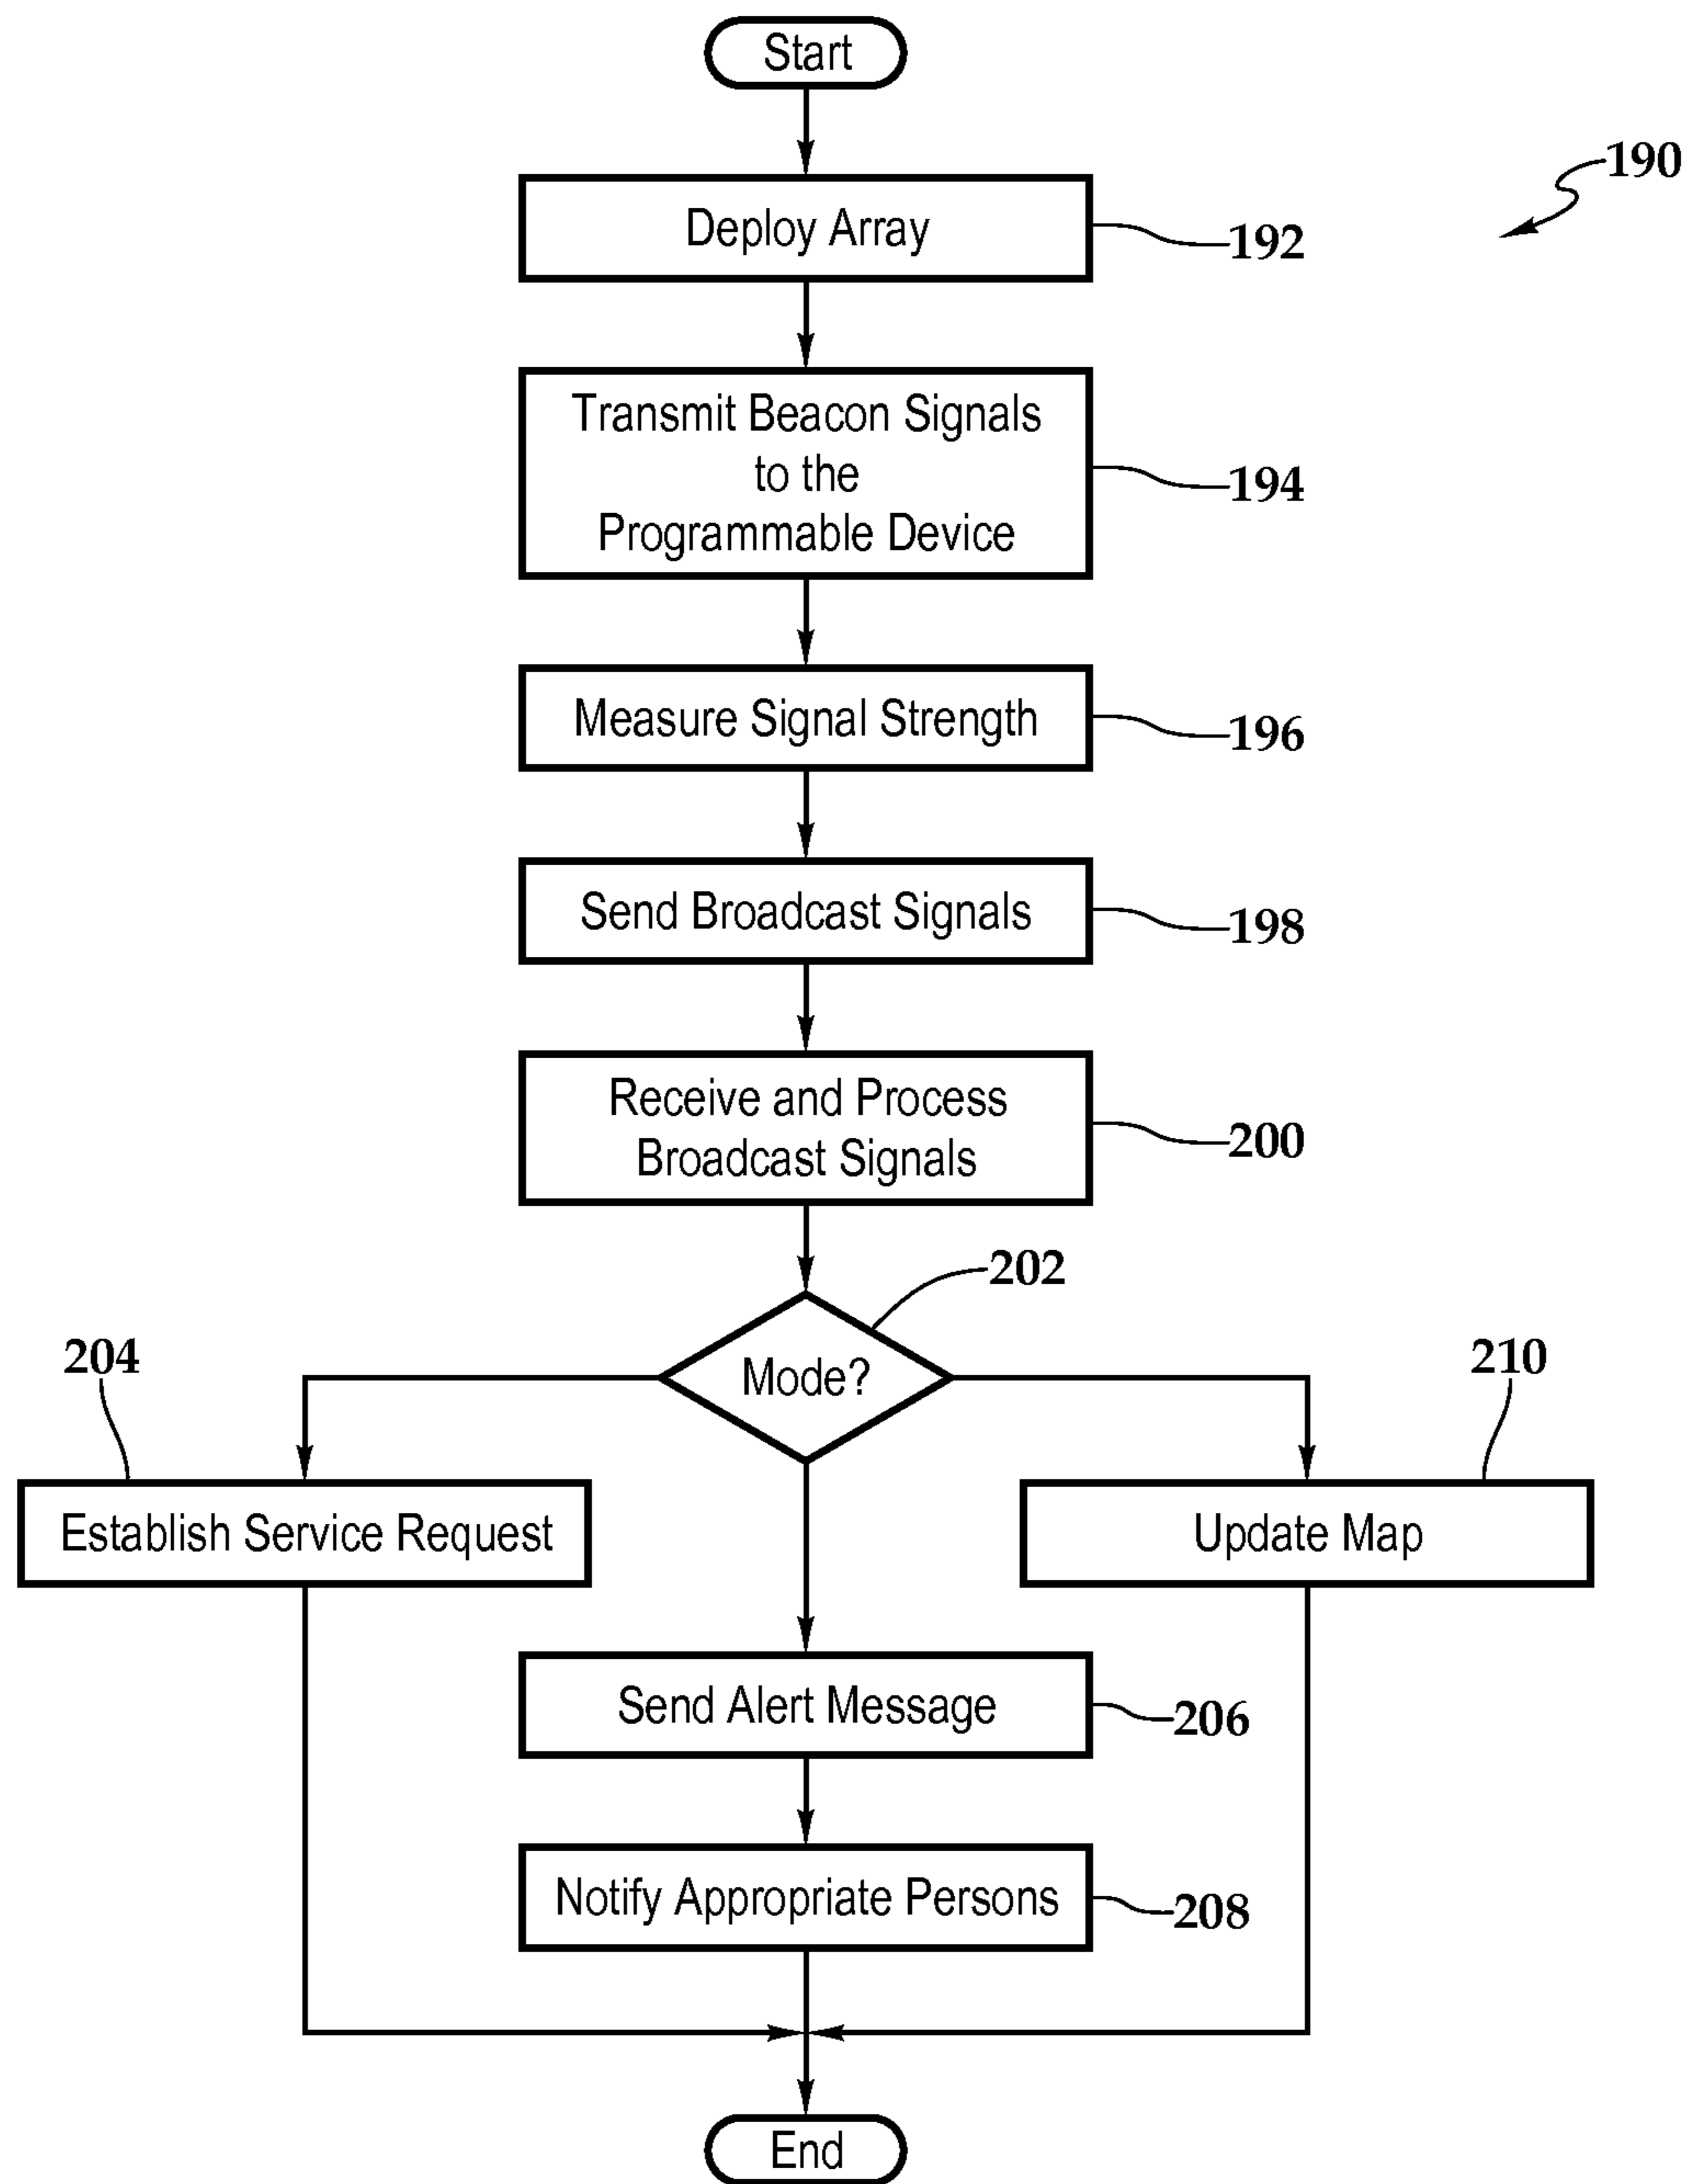 Start
190
Deploy Array
192
Transmit Beacon Signals
to the
Programmable Device
194
Measure Signal Strength
196
Send Broadcast Signals
198
Receive and Process
Broadcast Signals
200
202
Mode?
204
210
Establish Service Request
Update Map
Send Alert Message
206
Notify Appropriate Persons
208
End